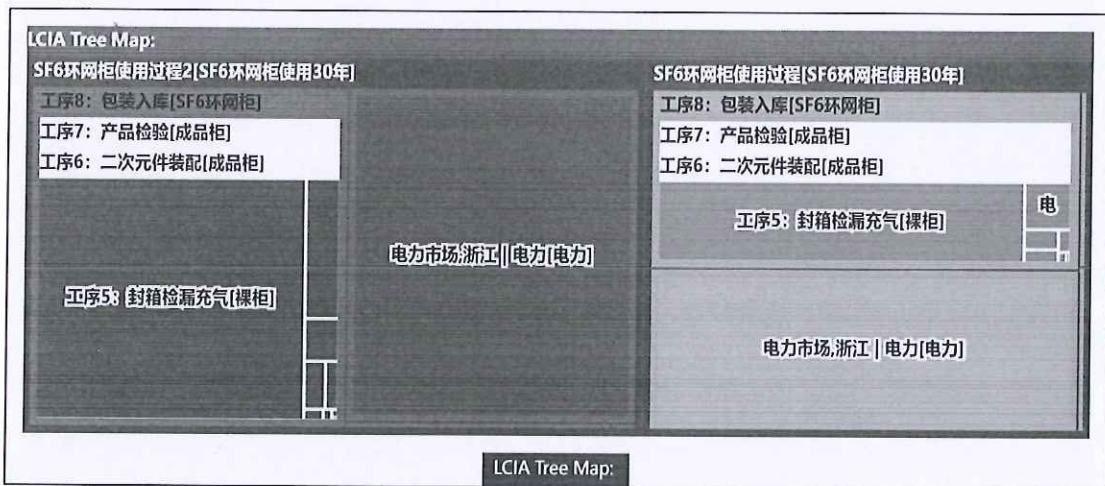 LCIA Tree Map:
SF6环网柜使用过程2[SF6环网柜使用30年]
工序8：包装入库[SF6环网柜]
工序7：产品检验[成品柜]
工序6：二次元件装配[成品柜]
工序5：封箱检漏充气[裸柜]
电力市场,浙江 || 电力[电力]
SF6环网柜使用过程[SF6环网柜使用30年]
工序8：包装入库[SF6环网柜]
工序7：产品检验[成品柜]
工序6：二次元件装配[成品柜]
工序5：封箱检漏充气[裸柜]
电
电力市场,浙江 | 电力[电力]
LCIA Tree Map: